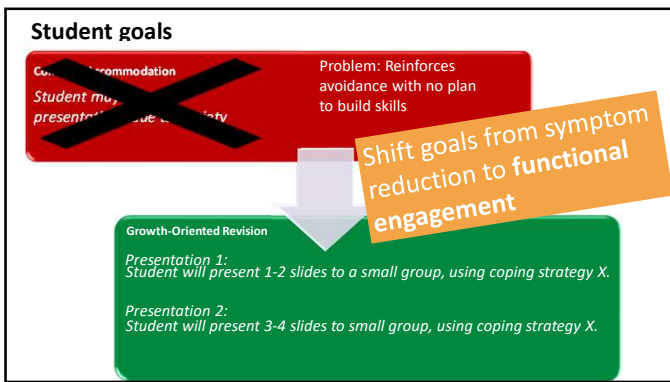 Student goals
Problem: Reinforces
avoidance with no plan
to build skills
Student
Shift goals from symptom
reduction to functional
engagement
Growth-Oriented Revision
Presentation 1:
Student will present 1-2 slides to a small group, using coping strategy X.
Presentation 2:
Student will present 3-4 slides to small group, using coping strategy X.